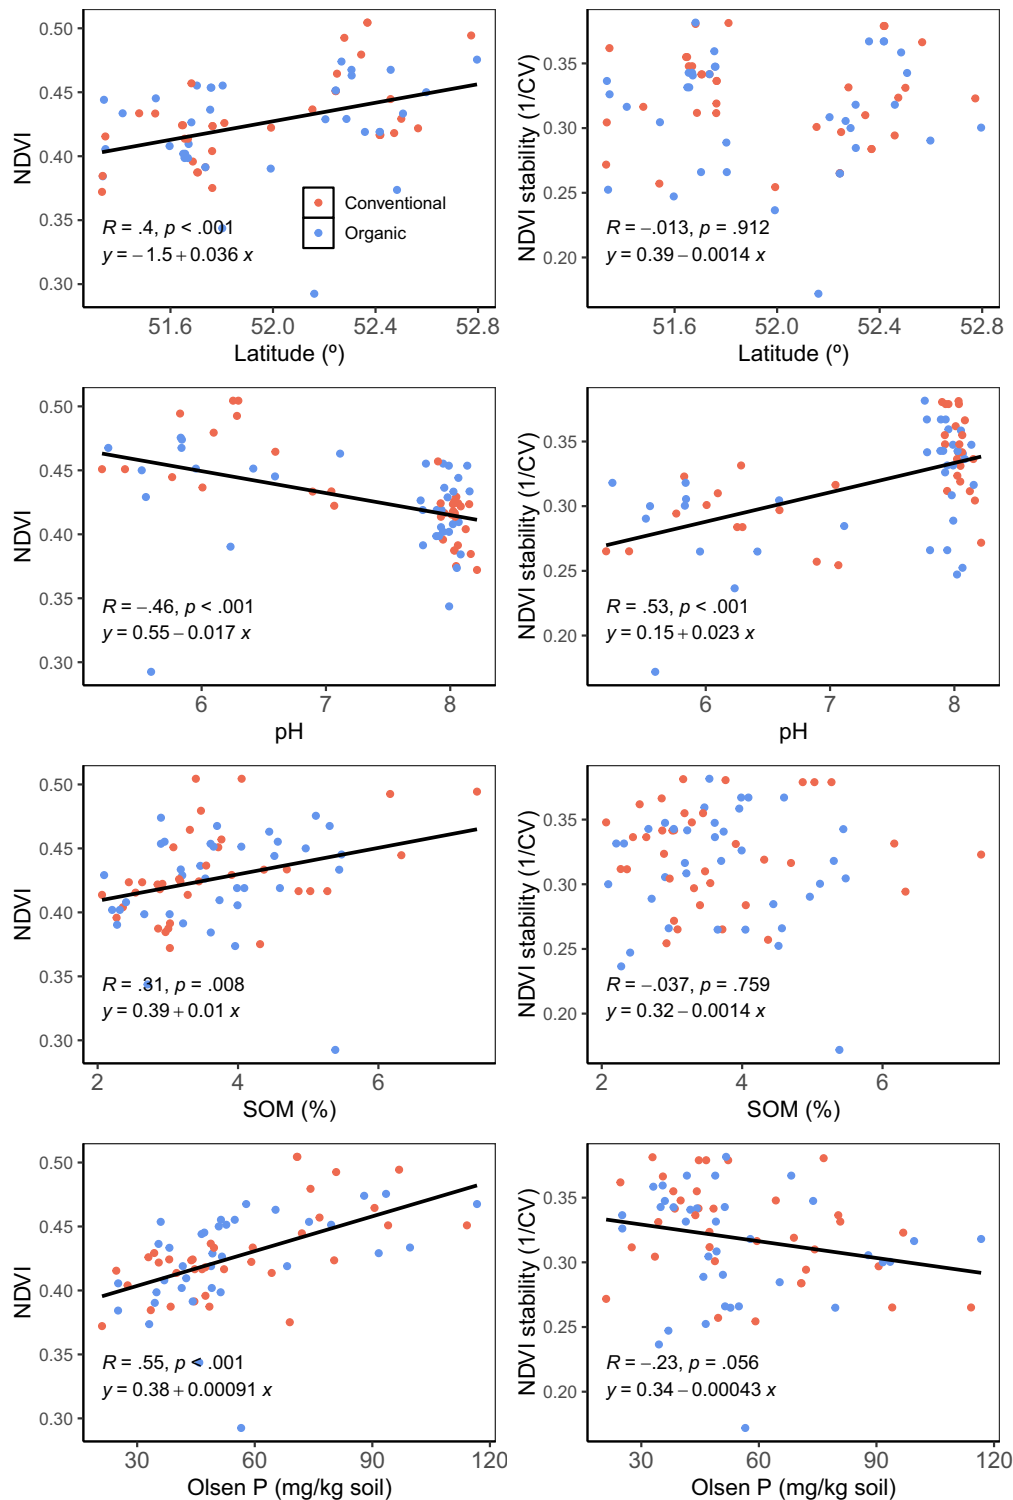 NDVI
0.50
0.45
0.40
0.35
0.30
Conventional
Organic
R = .4, p < .001
y = −1.5 + 0.036 x
51.6 52.0 52.4 52.8
Latitude (º)
NDVI stability (1/CV)
0.35
0.30
0.25
0.20
R = −.013, p = .912
y = 0.39 − 0.0014 x
51.6 52.0 52.4 52.8
Latitude (º)
NDVI
0.50
0.45
0.40
0.35
0.30
R = −.46, p < .001
y = 0.55 − 0.017 x
6 7 8
pH
NDVI stability (1/CV)
0.35
0.30
0.25
0.20
R = .53, p < .001
y = 0.15 + 0.023 x
6 7 8
pH
NDVI
0.50
0.45
0.40
0.35
0.30
R = .31, p = .008
y = 0.39 + 0.01 x
2 4 6
SOM (%)
NDVI stability (1/CV)
0.35
0.30
0.25
0.20
R = −.037, p = .759
y = 0.32 − 0.0014 x
2 4 6
SOM (%)
NDVI
0.50
0.45
0.40
0.35
0.30
R = .55, p < .001
y = 0.38 + 0.00091 x
30 60 90 120
Olsen P (mg/kg soil)
NDVI stability (1/CV)
0.35
0.30
0.25
0.20
R = −.23, p = .056
y = 0.34 − 0.00043 x
30 60 90 120
Olsen P (mg/kg soil)